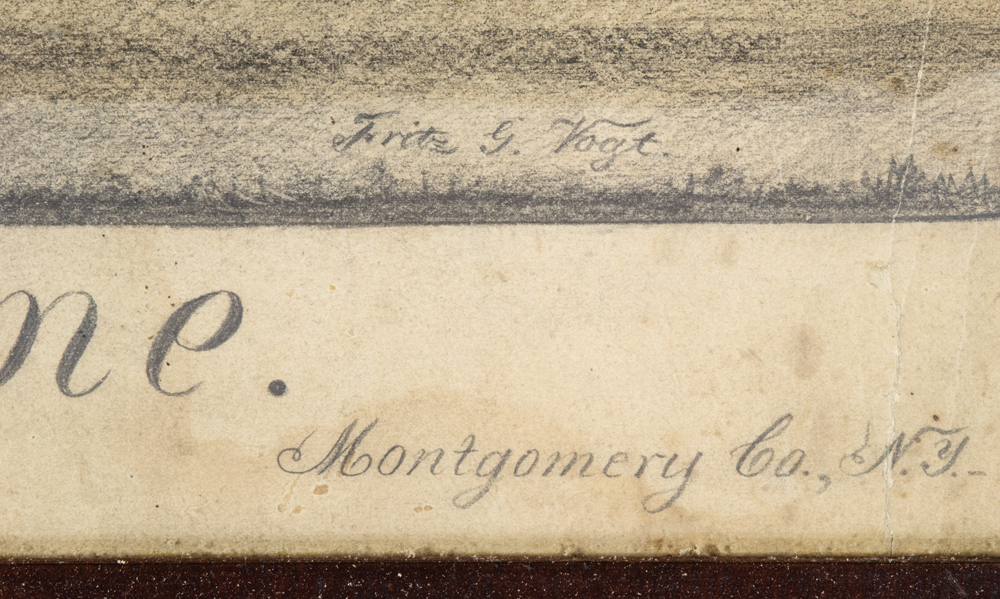 Fritz G. Vogt.
ne.
Montgomery Co., N.Y.-